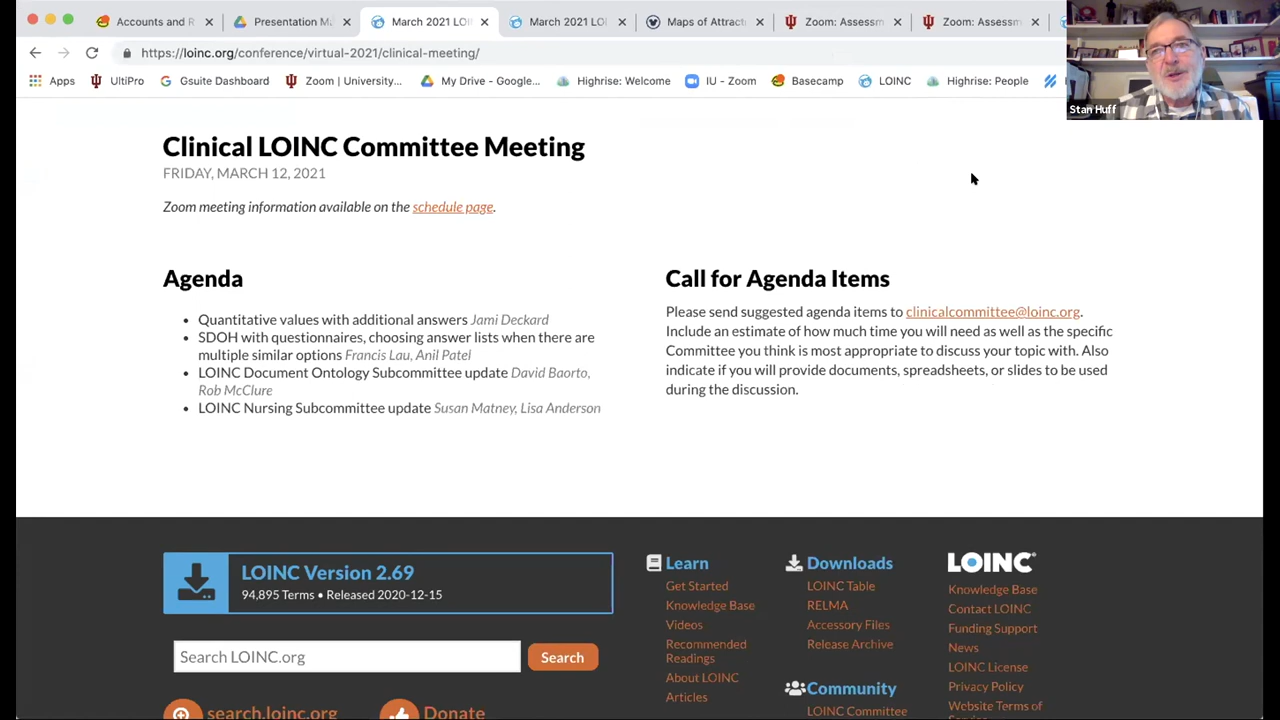 Accounts and R
Presentation M
March 2021 LOI
March 2021 LOI
Maps of Attract
Zoom: Assessm
Zoom: Assessm
https://loinc.org/conference/virtual-2021/clinical-meeting/
Apps
UltiPro
Gsuite Dashboard
Zoom | University...
My Drive - Google...
Highrise: Welcome
IU - Zoom
Basecamp
LOINC
Highrise: People
Stan Huff
Clinical LOINC Committee Meeting
FRIDAY, MARCH 12, 2021
Zoom meeting information available on the schedule page.
Agenda
• Quantitative values with additional answers Jami Deckard
• SDOH with questionnaires, choosing answer lists when there are
multiple similar options Francis Lau, Anil Patel
• LOINC Document Ontology Subcommittee update David Baorto,
Rob McClure
• LOINC Nursing Subcommittee update Susan Matney, Lisa Anderson
Call for Agenda Items
Please send suggested agenda items to clinicalcommittee@loinc.org.
Include an estimate of how much time you will need as well as the specific
Committee you think is most appropriate to discuss your topic with. Also
indicate if you will provide documents, spreadsheets, or slides to be used
during the discussion.
LOINC Version 2.69
94,895 Terms • Released 2020-12-15
Search LOINC.org
Search
search.loinc.org
Donate
Learn
Get Started
Knowledge Base
Videos
Recommended
Readings
About LOINC
Articles
Downloads
LOINC Table
RELMA
Accessory Files
Release Archive
Community
LOINC Committee
LOINC®
Knowledge Base
Contact LOINC
Funding Support
News
LOINC License
Privacy Policy
Website Terms of